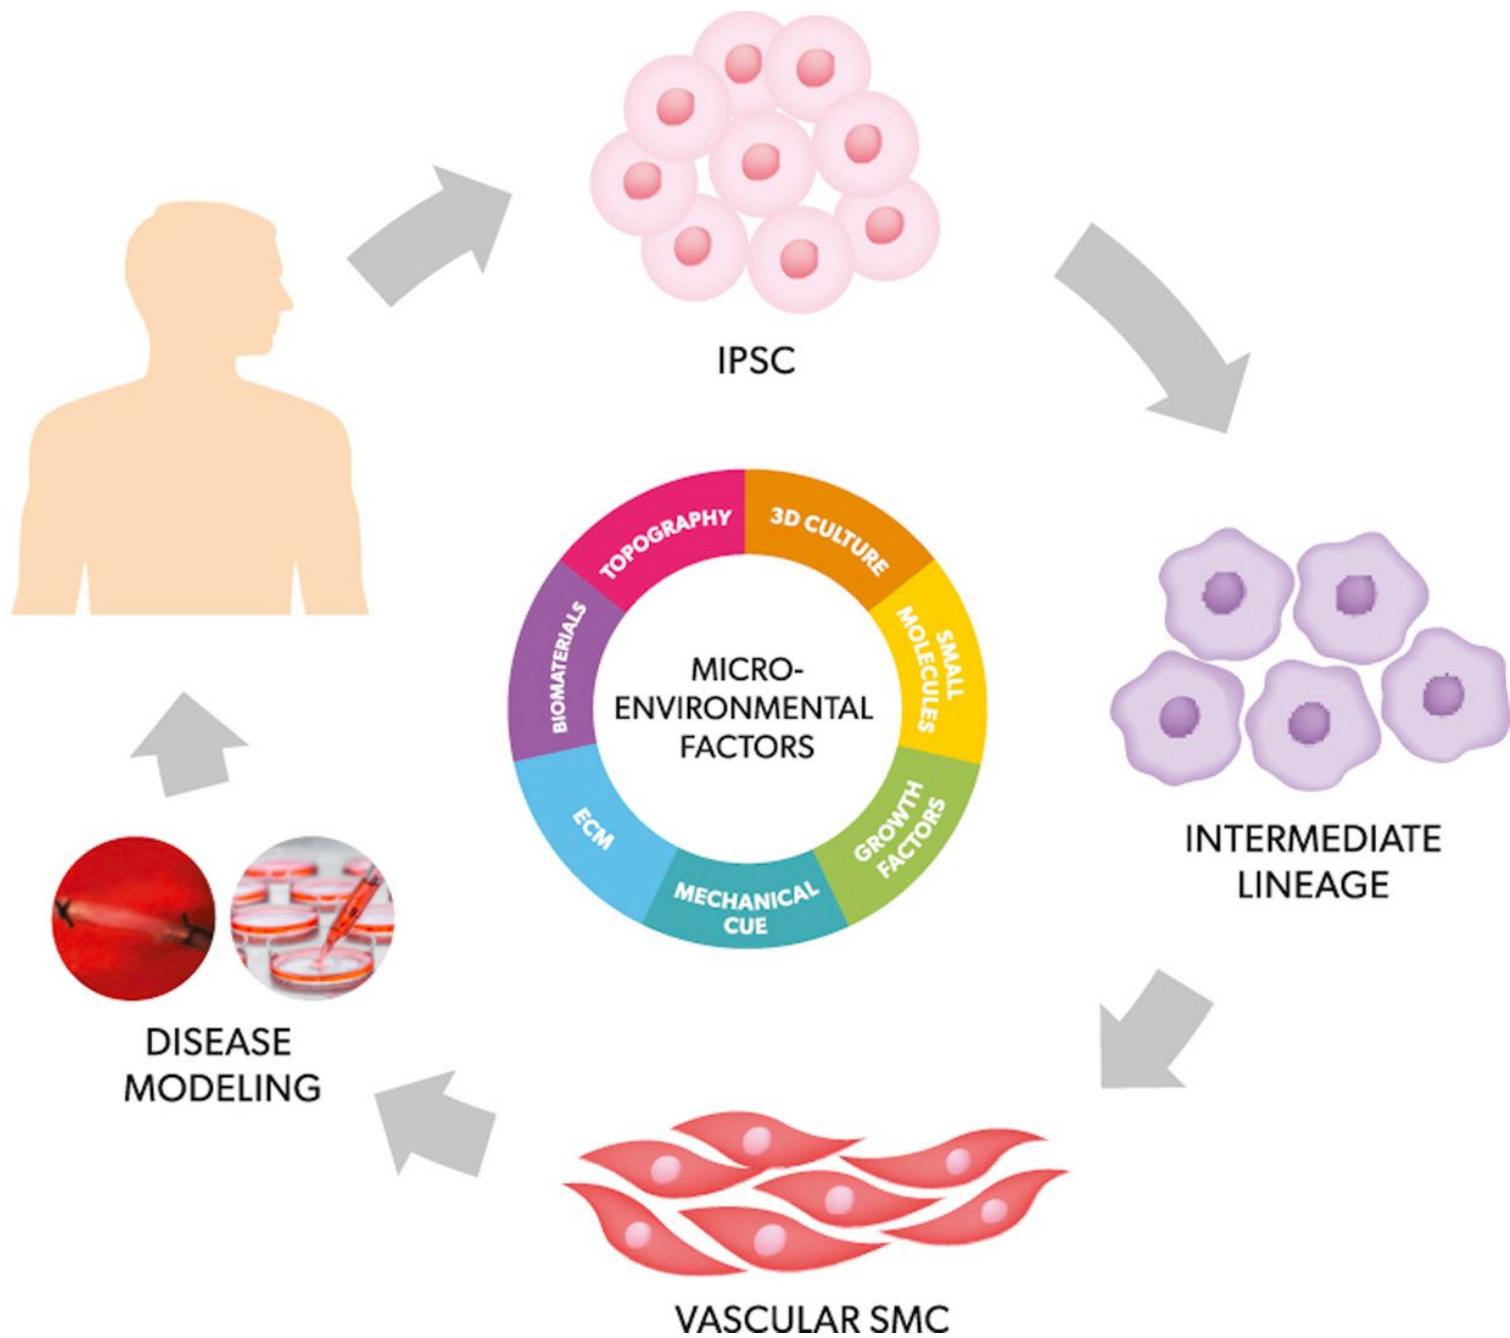 IPSC
TOPOGRAPHY
3D CULTURE
SMALL
MOLECULES
BIOMATERIALS
MICRO-
ENVIRONMENTAL
FACTORS
GROWTH
FACTORS
ECM
MECHANICAL
CUE
INTERMEDIATE
LINEAGE
DISEASE
MODELING
VASCULAR SMC